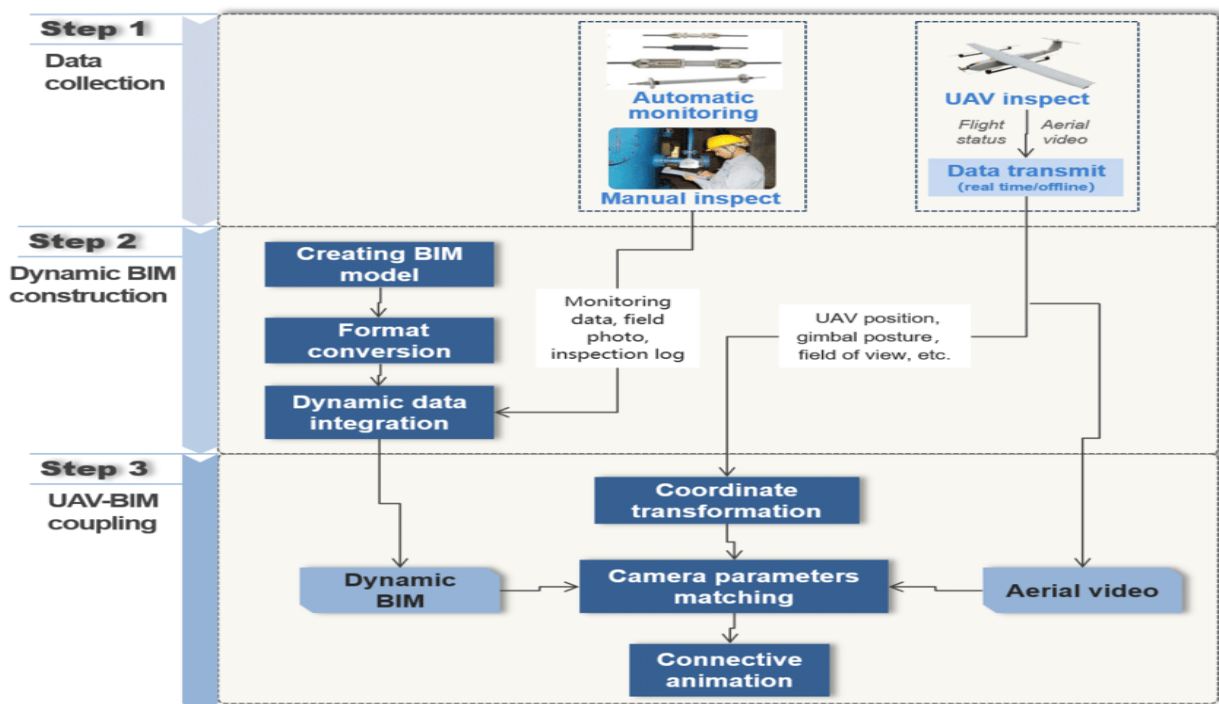 Step 1
Data
collection
Automatic
monitoring
Manual inspect
UAV inspect
Flight
status
Aerial
video
Data transmit
(real time/offline)
Step 2
Dynamic BIM
construction
Creating BIM
model
Format
conversion
Dynamic data
integration
Monitoring
data, field
photo,
inspection log
UAV position,
gimbal posture,
field of view, etc.
Step 3
UAV-BIM
coupling
Coordinate
transformation
Dynamic
BIM
Camera parameters
matching
Aerial video
Connective
animation